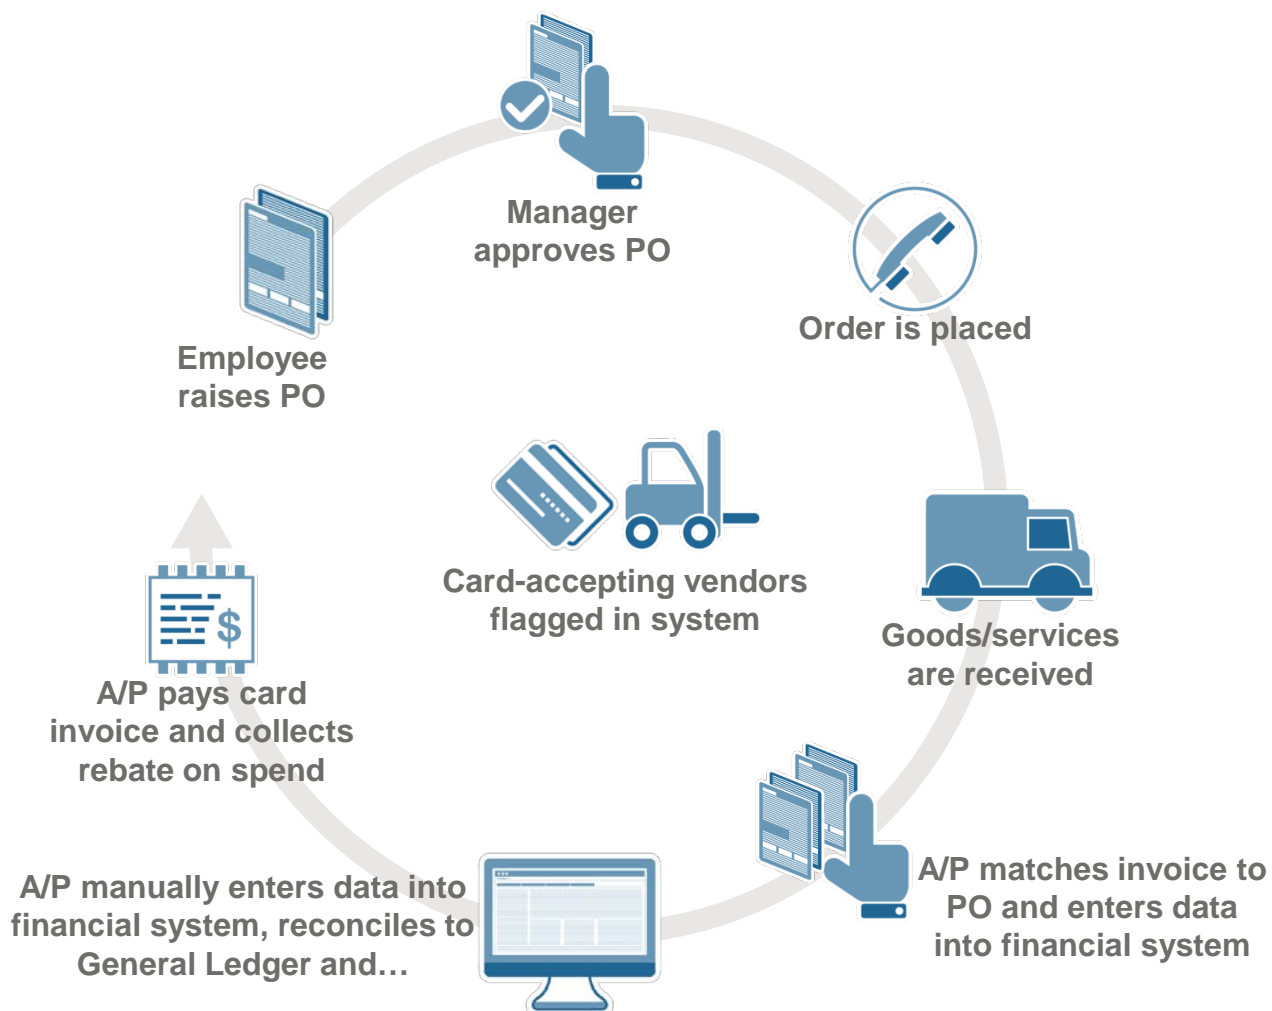 Manager
approves PO
Order is placed
Employee
raises PO
Card-accepting vendors
flagged in system
Goods/services
are received
$
A/P pays card
invoice and collects
rebate on spend
A/P matches invoice to
PO and enters data
into financial system
A/P manually enters data into
financial system, reconciles to
General Ledger and…